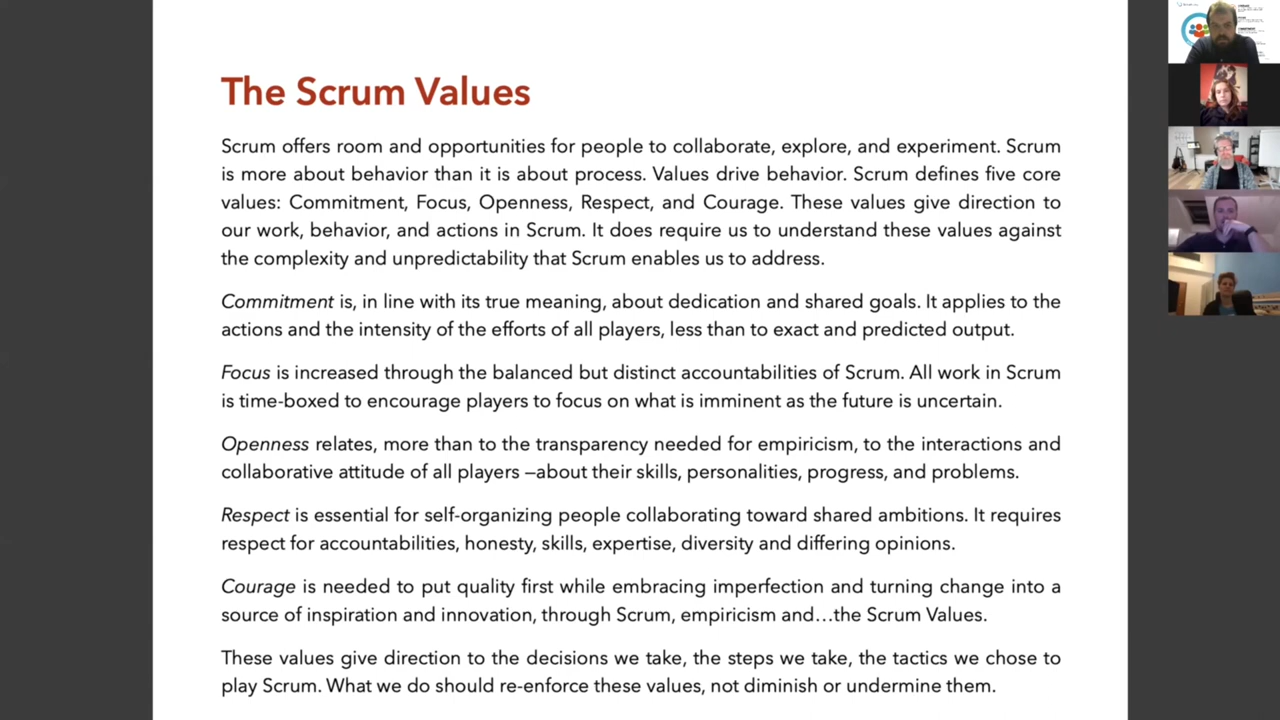 The Scrum Values
Scrum offers room and opportunities for people to collaborate, explore, and experiment. Scrum
is more about behavior than it is about process. Values drive behavior. Scrum defines five core
values: Commitment, Focus, Openness, Respect, and Courage. These values give direction to
our work, behavior, and actions in Scrum. It does require us to understand these values against
the complexity and unpredictability that Scrum enables us to address.
Commitment is, in line with its true meaning, about dedication and shared goals. It applies to the
actions and the intensity of the efforts of all players, less than to exact and predicted output.
Focus is increased through the balanced but distinct accountabilities of Scrum. All work in Scrum
is time-boxed to encourage players to focus on what is imminent as the future is uncertain.
Openness relates, more than to the transparency needed for empiricism, to the interactions and
collaborative attitude of all players —about their skills, personalities, progress, and problems.
Respect is essential for self-organizing people collaborating toward shared ambitions. It requires
respect for accountabilities, honesty, skills, expertise, diversity and differing opinions.
Courage is needed to put quality first while embracing imperfection and turning change into a
source of inspiration and innovation, through Scrum, empiricism and…the Scrum Values.
These values give direction to the decisions we take, the steps we take, the tactics we chose to
play Scrum. What we do should re-enforce these values, not diminish or undermine them.